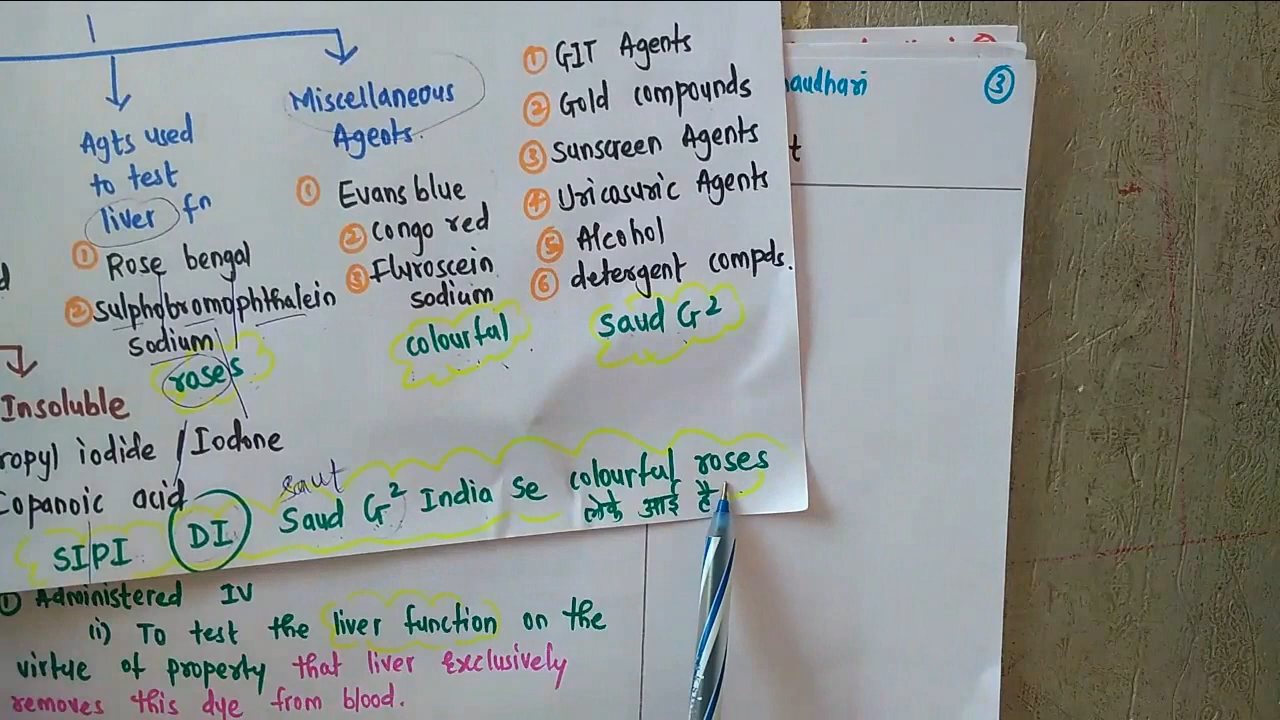 Agts used
to test
liver fn
① Rose bengal
② Sulphobromophthalein
sodium
roses
Miscellaneous
Agents.
① Evans blue
② Congo red
③ Fluroscein
sodium
colourful
① GIT Agents
② Gold compounds
③ Sunscreen Agents
④ Uricosuric Agents
⑤ Alcohol
⑥ detergent compds.
Saud G²
Insoluble
ropyl iodide / Iodone
Iopanoic acid
SIPI DI
saut
Saud G² India se colourful roses
लेके आई है
① Administered IV
(i) To test the liver function on the
virtue of property that liver exclusively
removes this dye from blood.
audhari ③
t